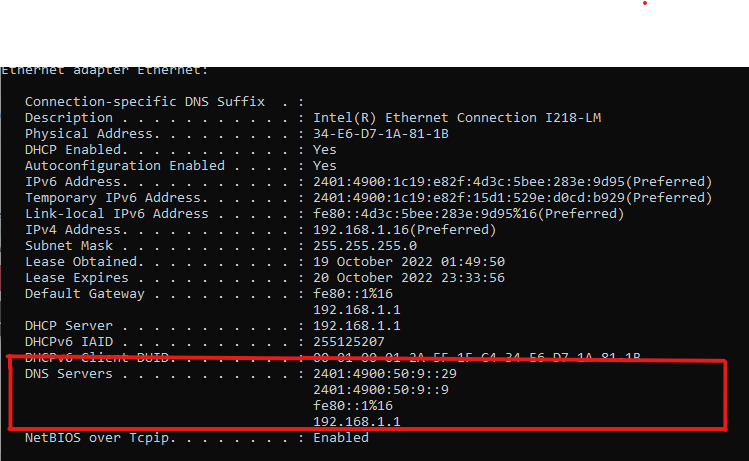 Ethernet adapter Ethernet:
Connection-specific DNS Suffix . :
Description . . . . . . . . . . . : Intel(R) Ethernet Connection I218-LM
Physical Address. . . . . . . . . : 34-E6-D7-1A-81-1B
DHCP Enabled. . . . . . . . . . . : Yes
Autoconfiguration Enabled . . . . : Yes
IPv6 Address. . . . . . . . . . . : 2401:4900:1c19:e82f:4d3c:5bee:283e:9d95(Preferred)
Temporary IPv6 Address. . . . . . : 2401:4900:1c19:e82f:15d1:529e:d0cd:b929(Preferred)
Link-local IPv6 Address . . . . . : fe80::4d3c:5bee:283e:9d95%16(Preferred)
IPv4 Address. . . . . . . . . . . : 192.168.1.16(Preferred)
Subnet Mask . . . . . . . . . . . : 255.255.255.0
Lease Obtained. . . . . . . . . . : 19 October 2022 01:49:50
Lease Expires . . . . . . . . . . : 20 October 2022 23:33:56
Default Gateway . . . . . . . . . : fe80::1%16
192.168.1.1
DHCP Server . . . . . . . . . . . : 192.168.1.1
DHCPv6 IAID . . . . . . . . . . . : 255125207
DHCPv6 Client DUID. . . . . . . . : 00-01-00-01-2A-5F-1F-C4-34-E6-D7-1A-81-1B
DNS Servers . . . . . . . . . . . : 2401:4900:50:9::29
2401:4900:50:9::9
fe80::1%16
192.168.1.1
NetBIOS over Tcpip. . . . . . . . : Enabled